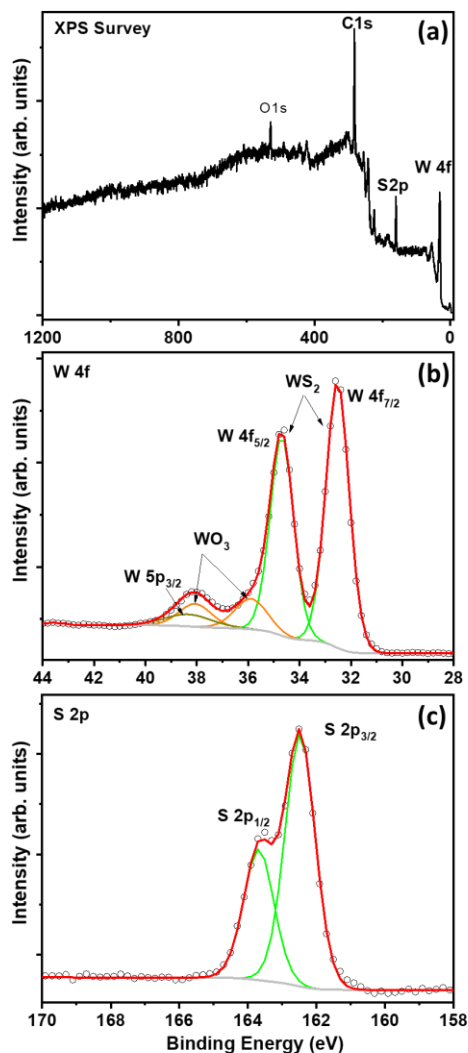 XPS Survey
(a)
C1s
O1s
S2p
W 4f
Intensity (arb. units)
1200 800 400 0
W 4f
(b)
WS₂
W 4f₇/₂
W 4f₅/₂
WO₃
W 5p₃/₂
Intensity (arb. units)
44 42 40 38 36 34 32 30 28
S 2p
(c)
S 2p₃/₂
S 2p₁/₂
Intensity (arb. units)
170 168 166 164 162 160 158
Binding Energy (eV)